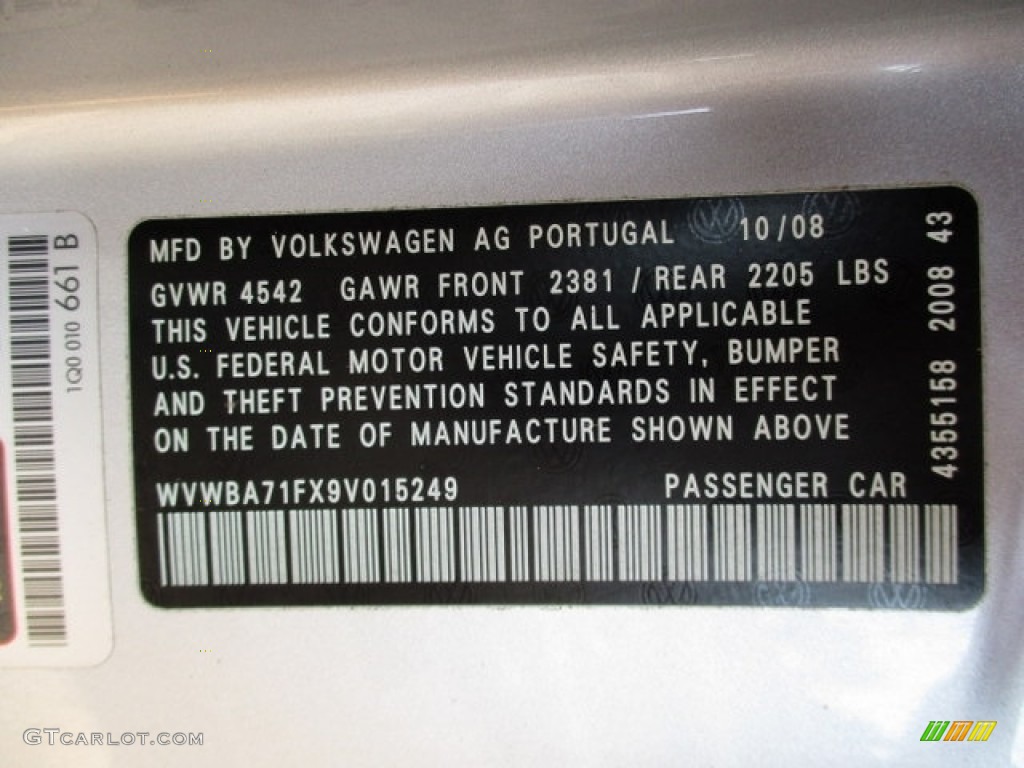 MFD BY VOLKSWAGEN AG PORTUGAL 10/08
GVWR 4542 GAWR FRONT 2381 / REAR 2205 LBS
THIS VEHICLE CONFORMS TO ALL APPLICABLE
U.S. FEDERAL MOTOR VEHICLE SAFETY, BUMPER
AND THEFT PREVENTION STANDARDS IN EFFECT
ON THE DATE OF MANUFACTURE SHOWN ABOVE
WVWBA71FX9V015249 PASSENGER CAR
4355158 2008 43
1Q0 010 661 B
GTCARLOT.COM